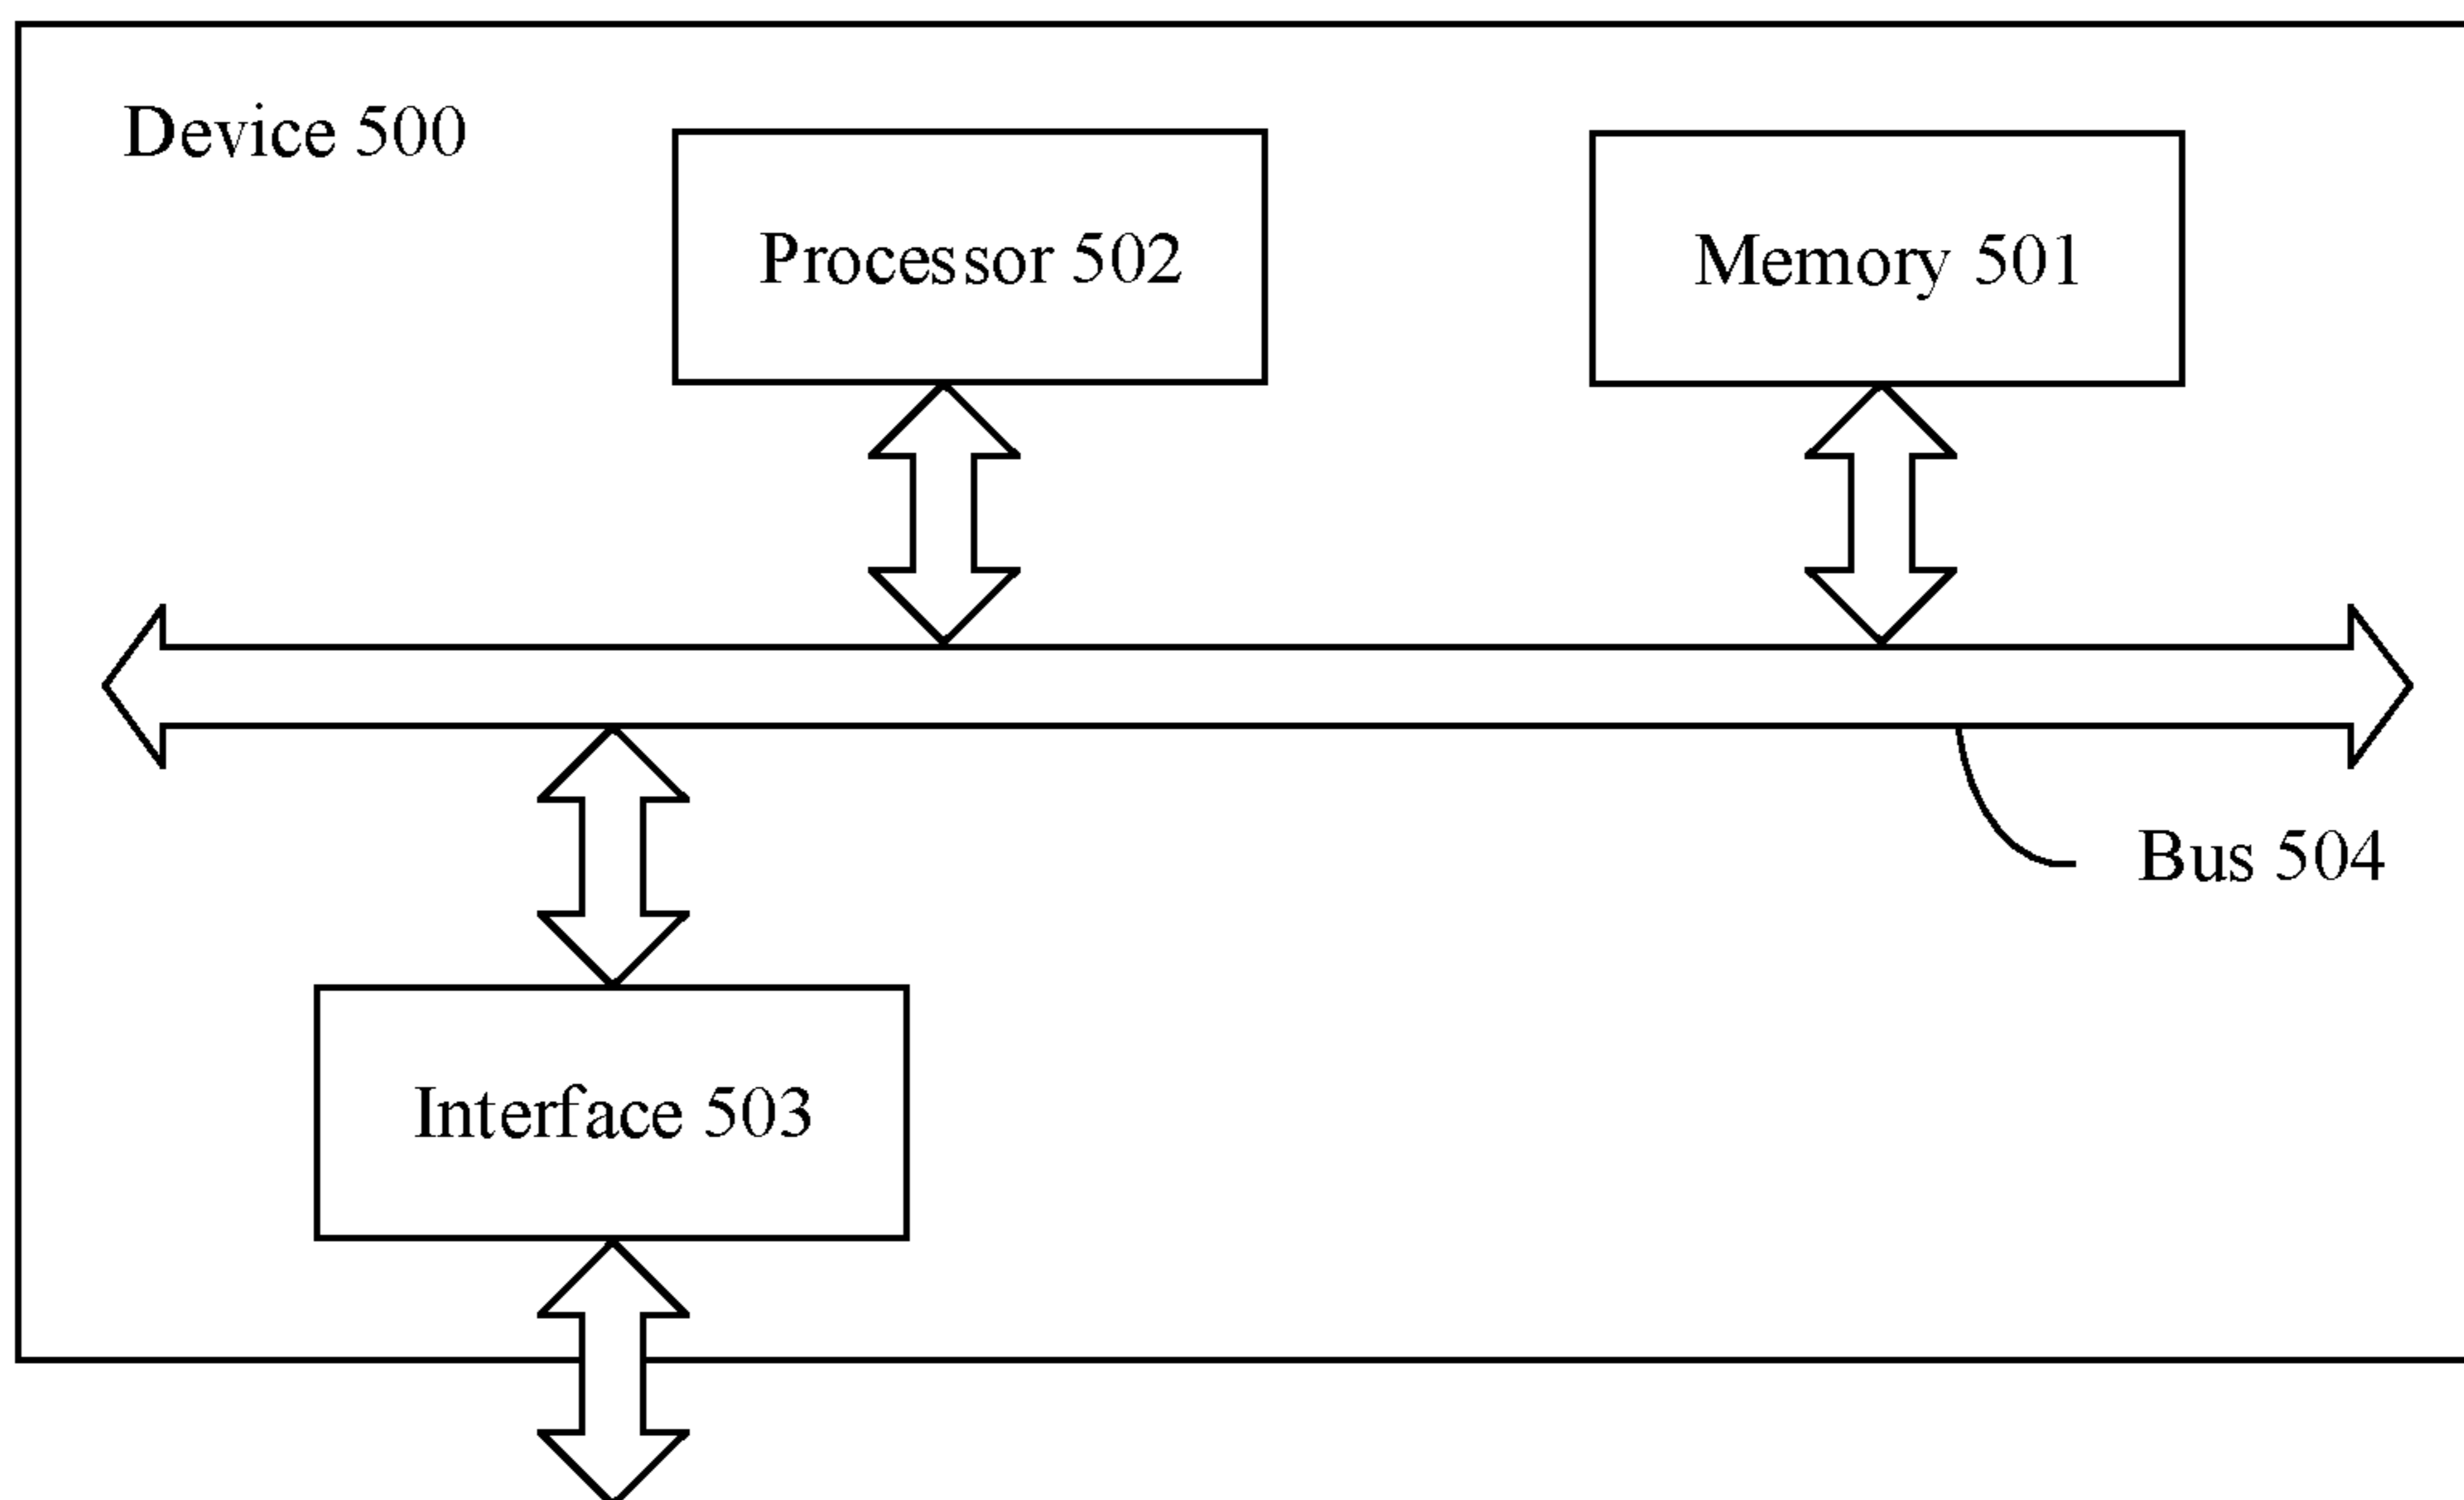 Device 500
Processor 502
Memory 501
Bus 504
Interface 503